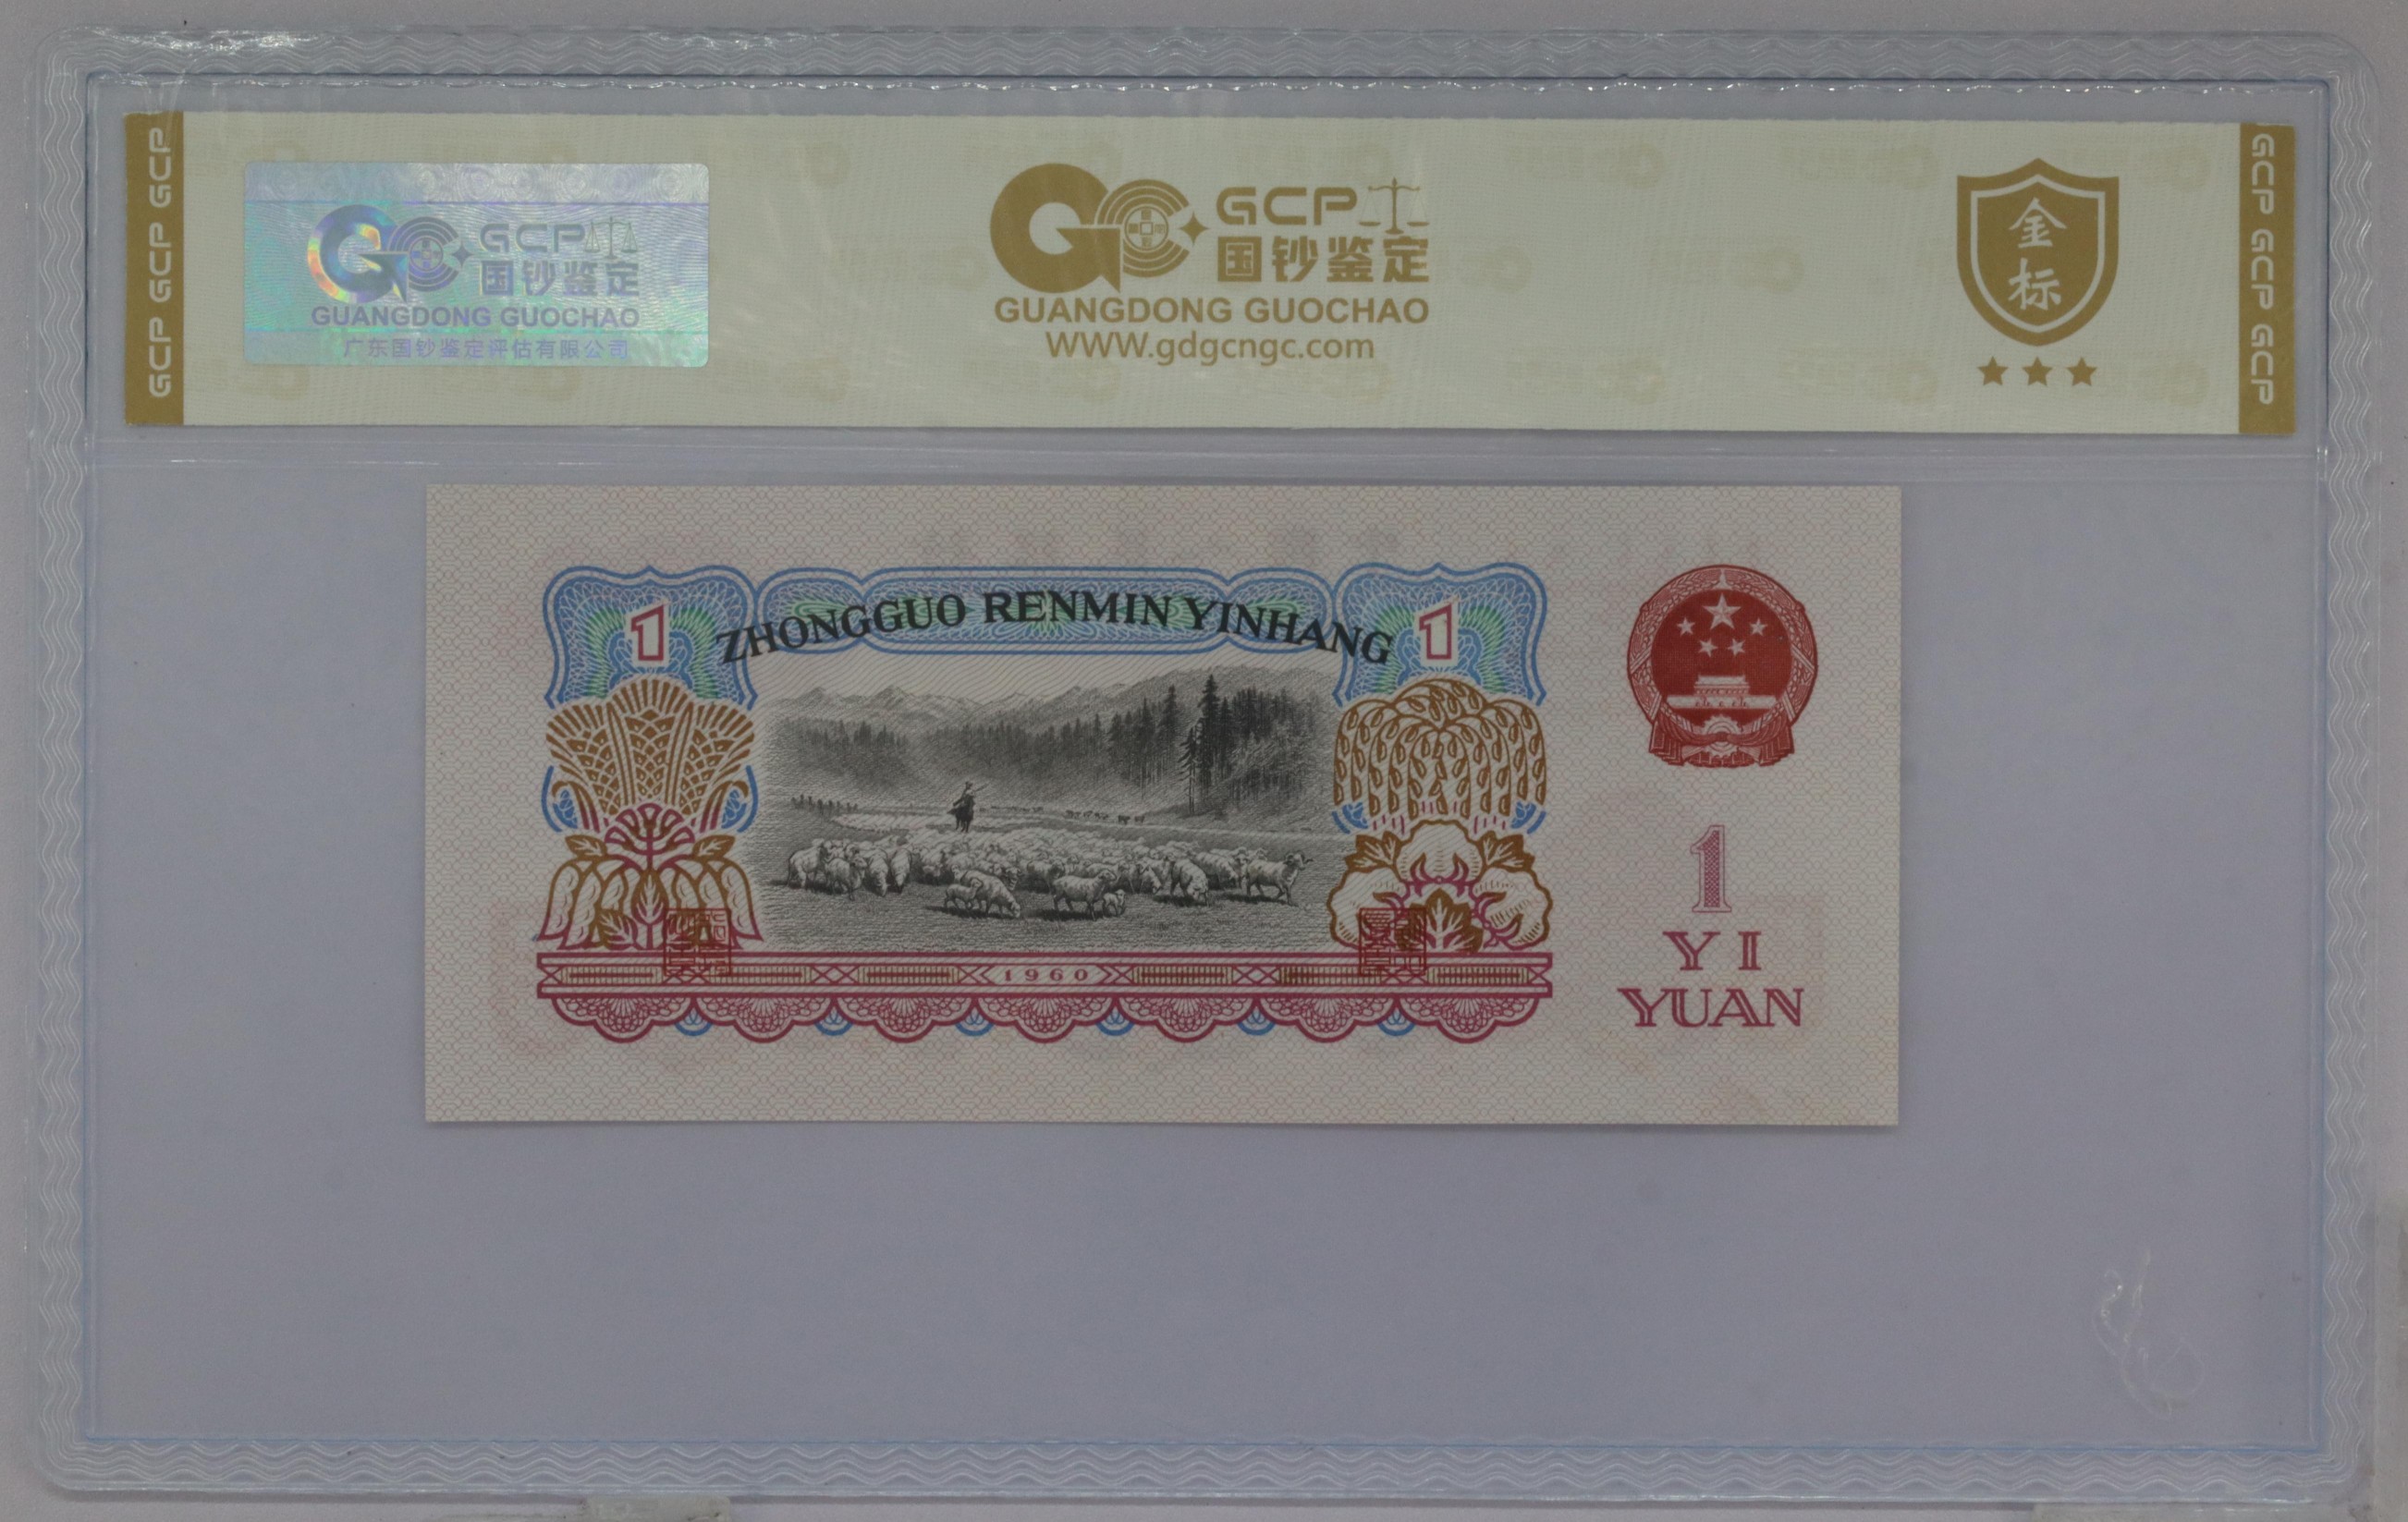 GCP GCP GCP
GCP
国钞鉴定
GUANGDONG GUOCHAO
广东国钞鉴定评估有限公司
GCP
国钞鉴定
GUANGDONG GUOCHAO
www.gdgcngc.com
金
标
GCP GCP GCP
1
ZHONGGUO RENMIN YINHANG
1
1
YI
YUAN
1960